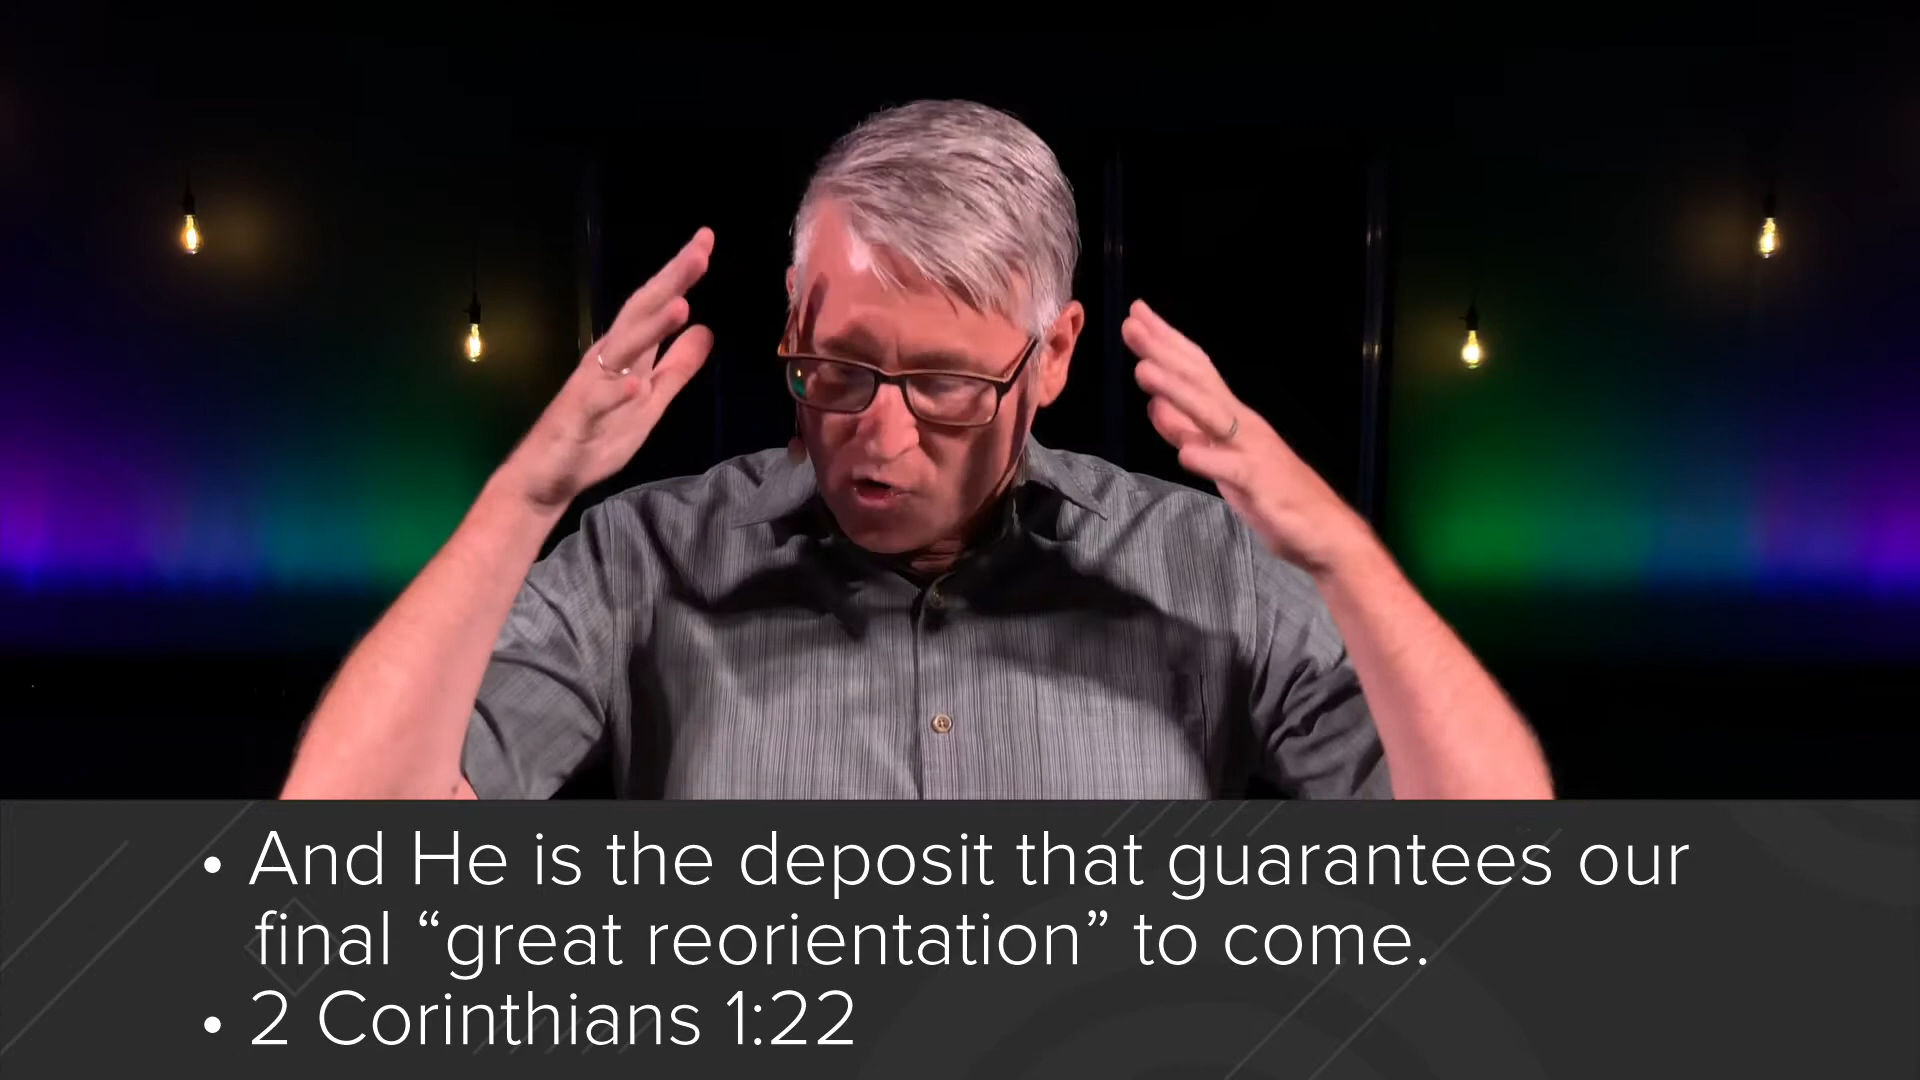 • And He is the deposit that guarantees our
final “great reorientation” to come.
• 2 Corinthians 1:22